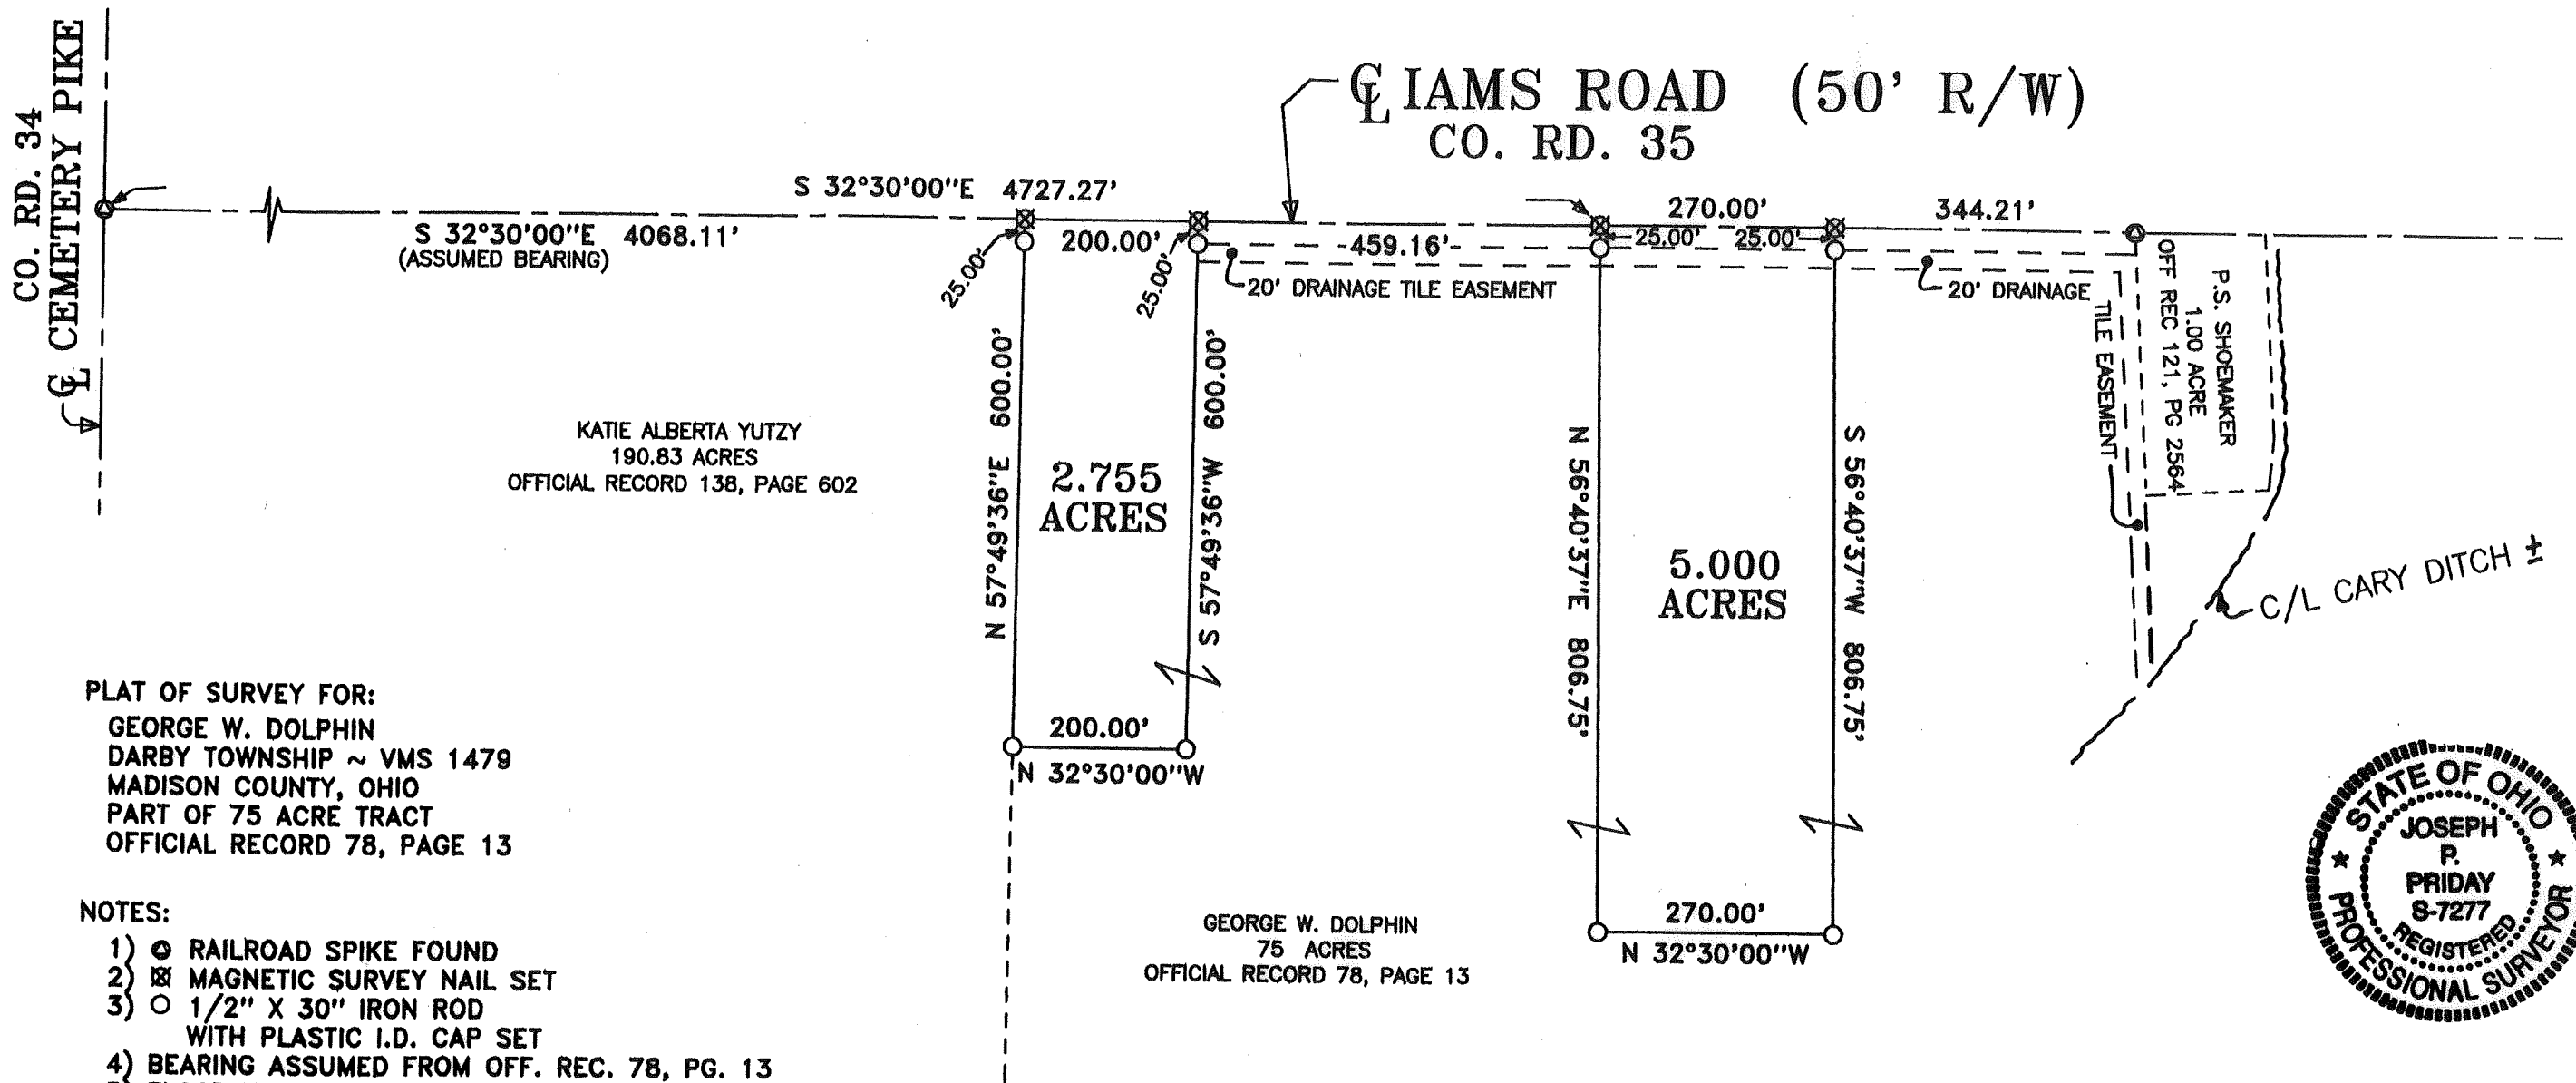 CO. RD. 34
℄ CEMETERY PIKE
℄ IAMS ROAD (50' R/W)
CO. RD. 35
S 32°30'00"E 4727.27'
S 32°30'00"E 4068.11'
(ASSUMED BEARING)
200.00'
459.16'
270.00'
344.21'
25.00'
25.00'
25.00'
25.00'
20' DRAINAGE TILE EASEMENT
20' DRAINAGE
TILE EASEMENT
P.S. SHOEMAKER
1.00 ACRE
OFF REC 121, PG 2564
C/L CARY DITCH ±
KATIE ALBERTA YUTZY
190.83 ACRES
OFFICIAL RECORD 138, PAGE 602
N 57°49'36"E 600.00'
2.755
ACRES
S 57°49'36"W 600.00'
200.00'
N 32°30'00"W
N 56°40'37"E 806.75'
5.000
ACRES
S 56°40'37"W 806.75'
270.00'
N 32°30'00"W
GEORGE W. DOLPHIN
75 ACRES
OFFICIAL RECORD 78, PAGE 13
PLAT OF SURVEY FOR:
GEORGE W. DOLPHIN
DARBY TOWNSHIP ~ VMS 1479
MADISON COUNTY, OHIO
PART OF 75 ACRE TRACT
OFFICIAL RECORD 78, PAGE 13
NOTES:
1) RAILROAD SPIKE FOUND
2) MAGNETIC SURVEY NAIL SET
3) 1/2" X 30" IRON ROD
WITH PLASTIC I.D. CAP SET
4) BEARING ASSUMED FROM OFF. REC. 78, PG. 13
STATE OF OHIO
JOSEPH
P.
PRIDAY
S-7277
REGISTERED
PROFESSIONAL SURVEYOR